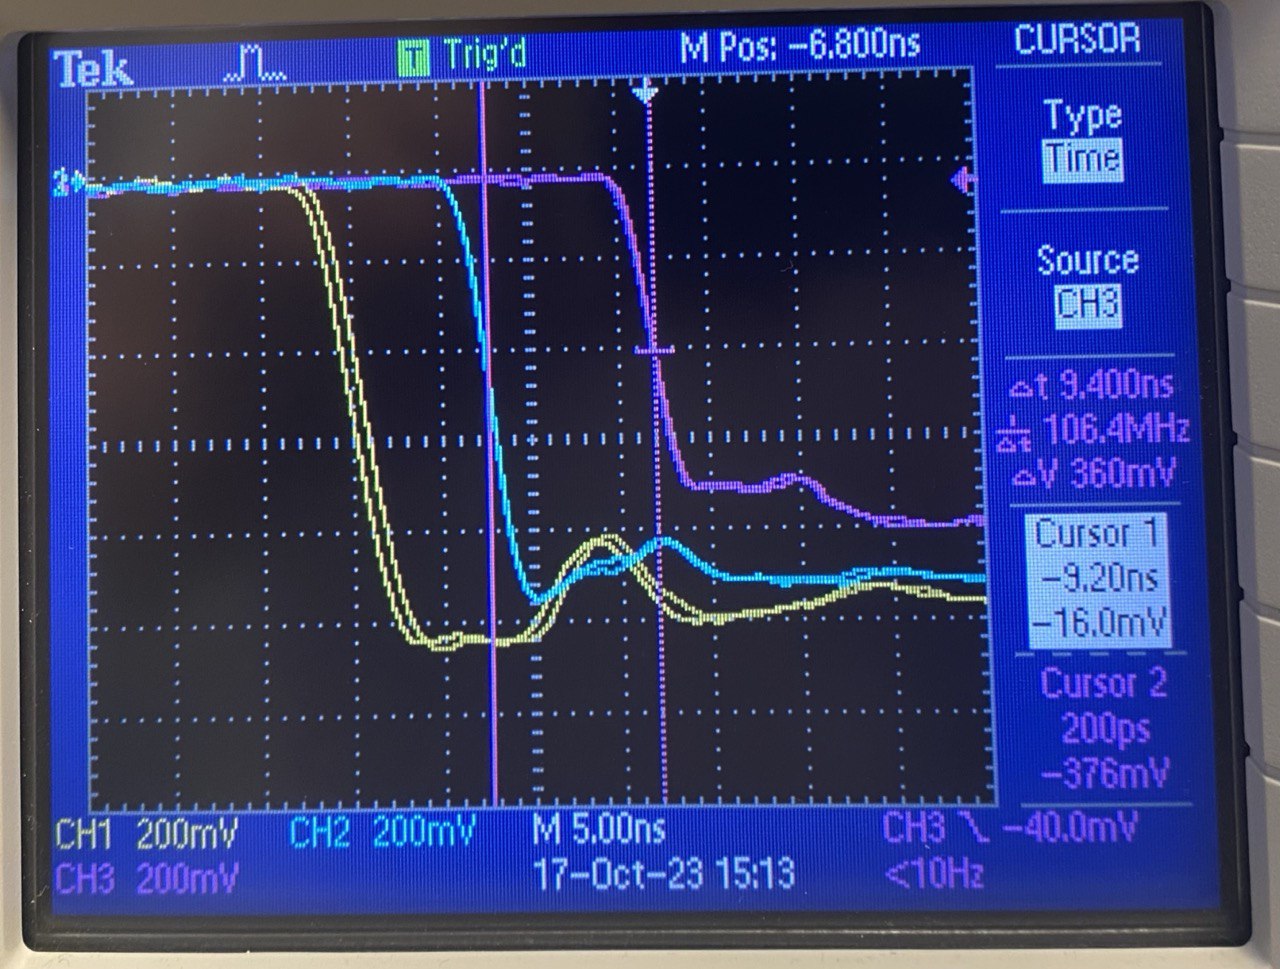 Tek T Trig'd M Pos: -6.800ns CURSOR
Type
Time
Source
CH3
Δt 9.400ns
1/Δt 106.4MHz
ΔV 360mV
Cursor 1
-9.20ns
-16.0mV
Cursor 2
200ps
-376mV
3
CH1 200mV CH2 200mV M 5.00ns CH3 \ -40.0mV
CH3 200mV 17-Oct-23 15:13 <10Hz